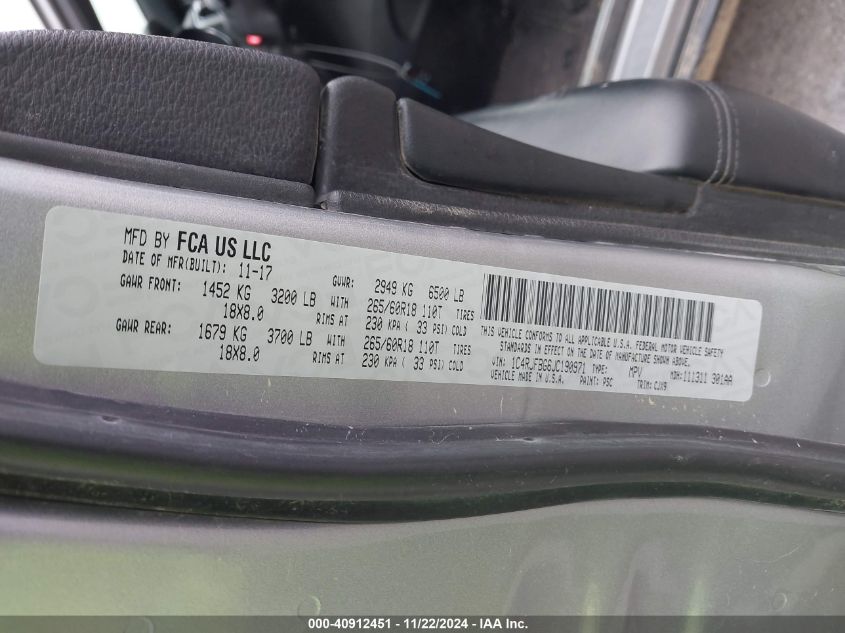 MFD BY FCA US LLC
DATE OF MFR(BUILT): 11-17 GVWR: 2949 KG 6500 LB
GAWR FRONT: 1452 KG 3200 LB WITH 265/60R18 110T TIRES
18X8.0 RIMS AT 230 KPA ( 33 PSI) COLD
GAWR REAR: 1679 KG 3700 LB WITH 265/60R18 110T TIRES
18X8.0 RIMS AT 230 KPA ( 33 PSI) COLD
THIS VEHICLE CONFORMS TO ALL APPLICABLE U.S.A. FEDERAL MOTOR VEHICLE SAFETY
STANDARDS IN EFFECT ON THE DATE OF MANUFACTURE SHOWN ABOVE.
VIN: 1C4RJFBG6JC190971 TYPE: MPV MDH: 111311 301AA
VEHICLE MADE IN U.S.A. PAINT: PSC TRIM: CJX9
000-40912451 - 11/22/2024 - IAA Inc.